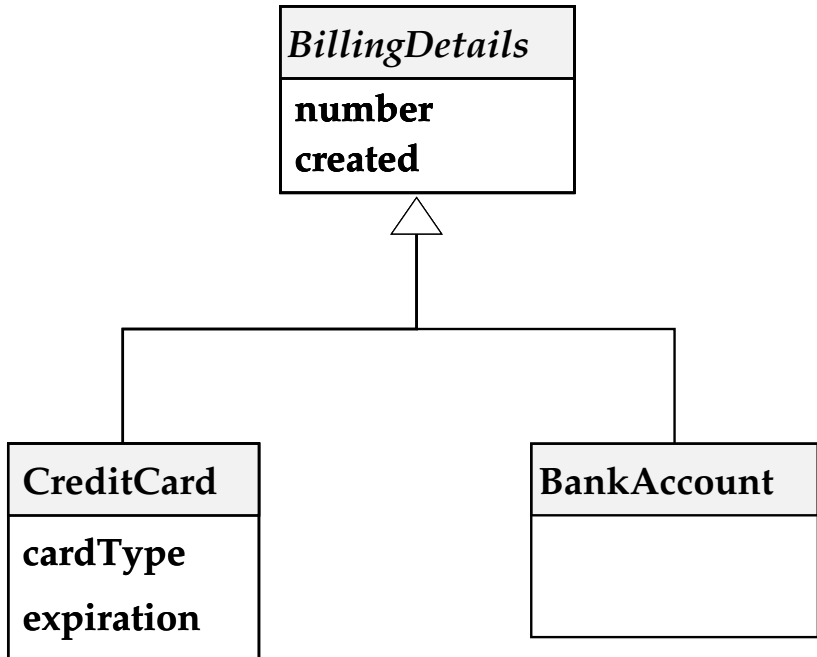 BillingDetails
number
created
CreditCard
cardType
expiration
BankAccount